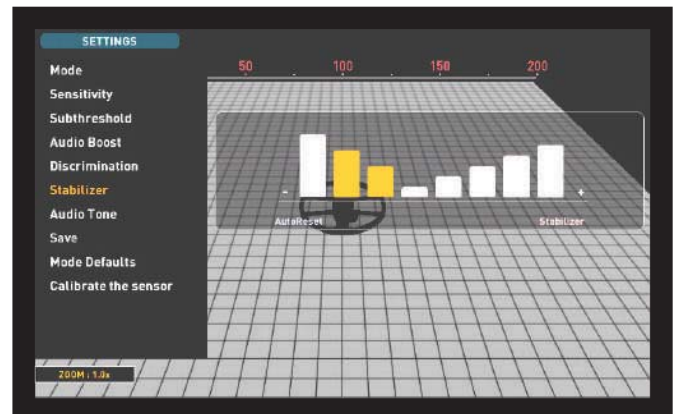 SETTINGS
Mode
Sensitivity
Subthreshold
Audio Boost
Discrimination
Stabilizer
Audio Tone
Save
Mode Defaults
Calibrate the sensor
50 100 150 200
- +
AutoReset Stabilizer
ZOOM : 1.0x